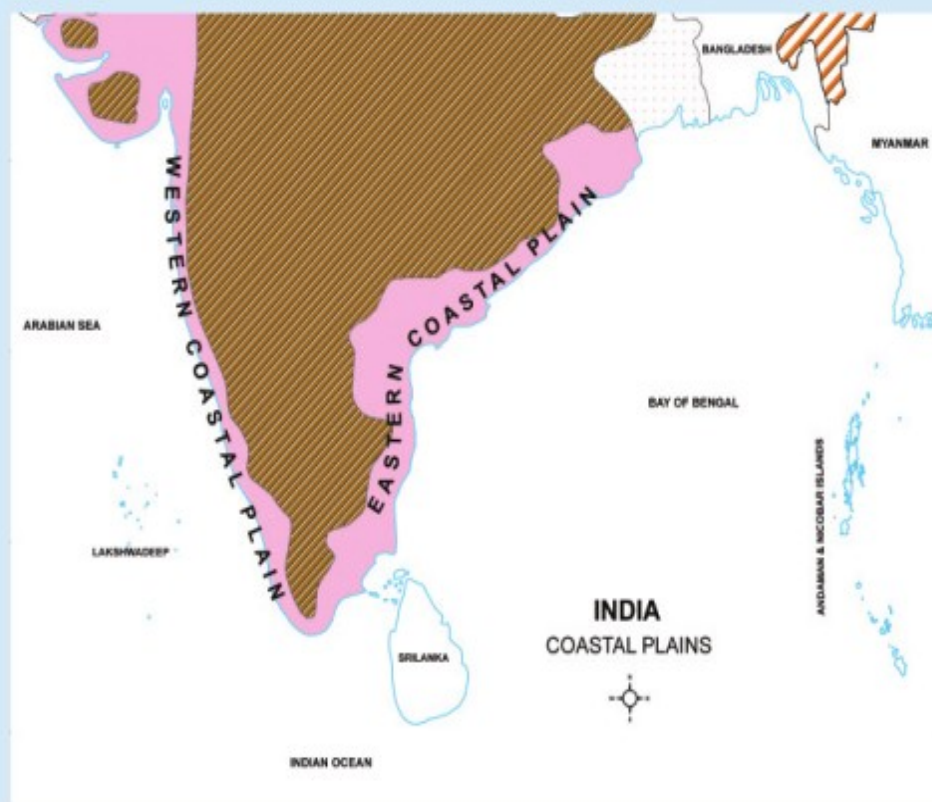 BANGLADESH
MYANMAR
WESTERN COASTAL PLAIN
EASTERN COASTAL PLAIN
ARABIAN SEA
BAY OF BENGAL
ANDAMAN & NICOBAR ISLANDS
LAKSHWADEEP
INDIA
COASTAL PLAINS
SRILANKA
INDIAN OCEAN